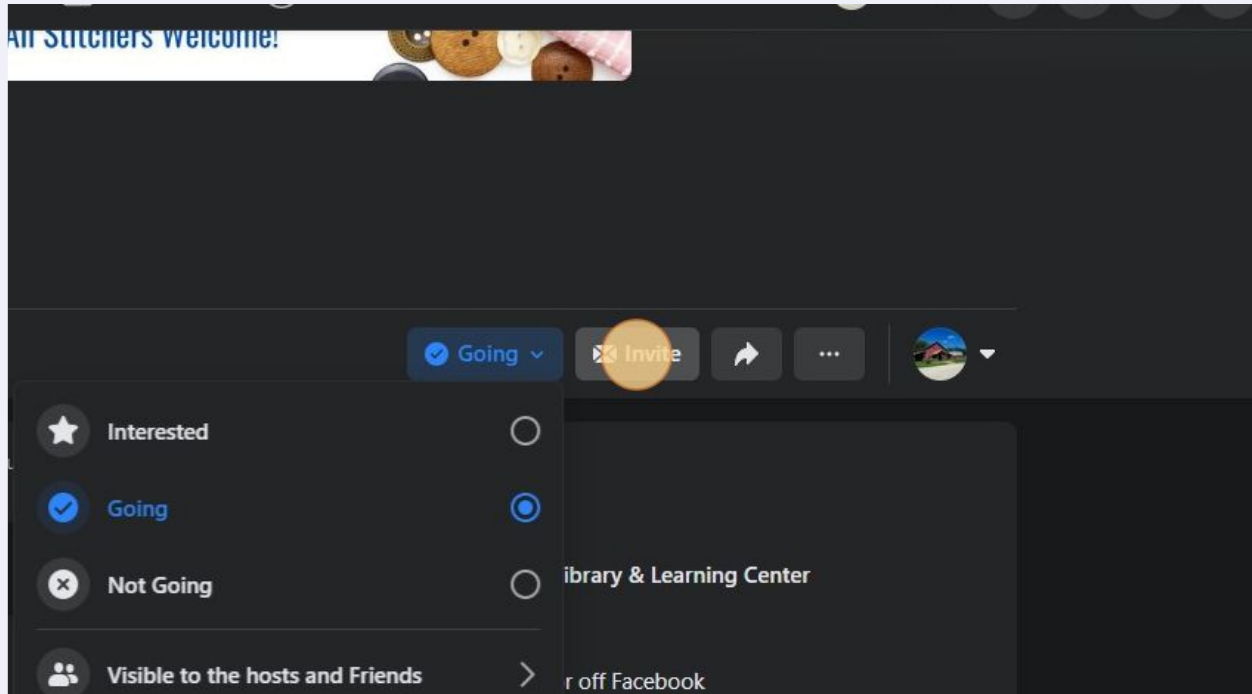 All Stitchers Welcome!
Going
Invite
Interested
Going
Not Going
ibrary & Learning Center
Visible to the hosts and Friends
r off Facebook